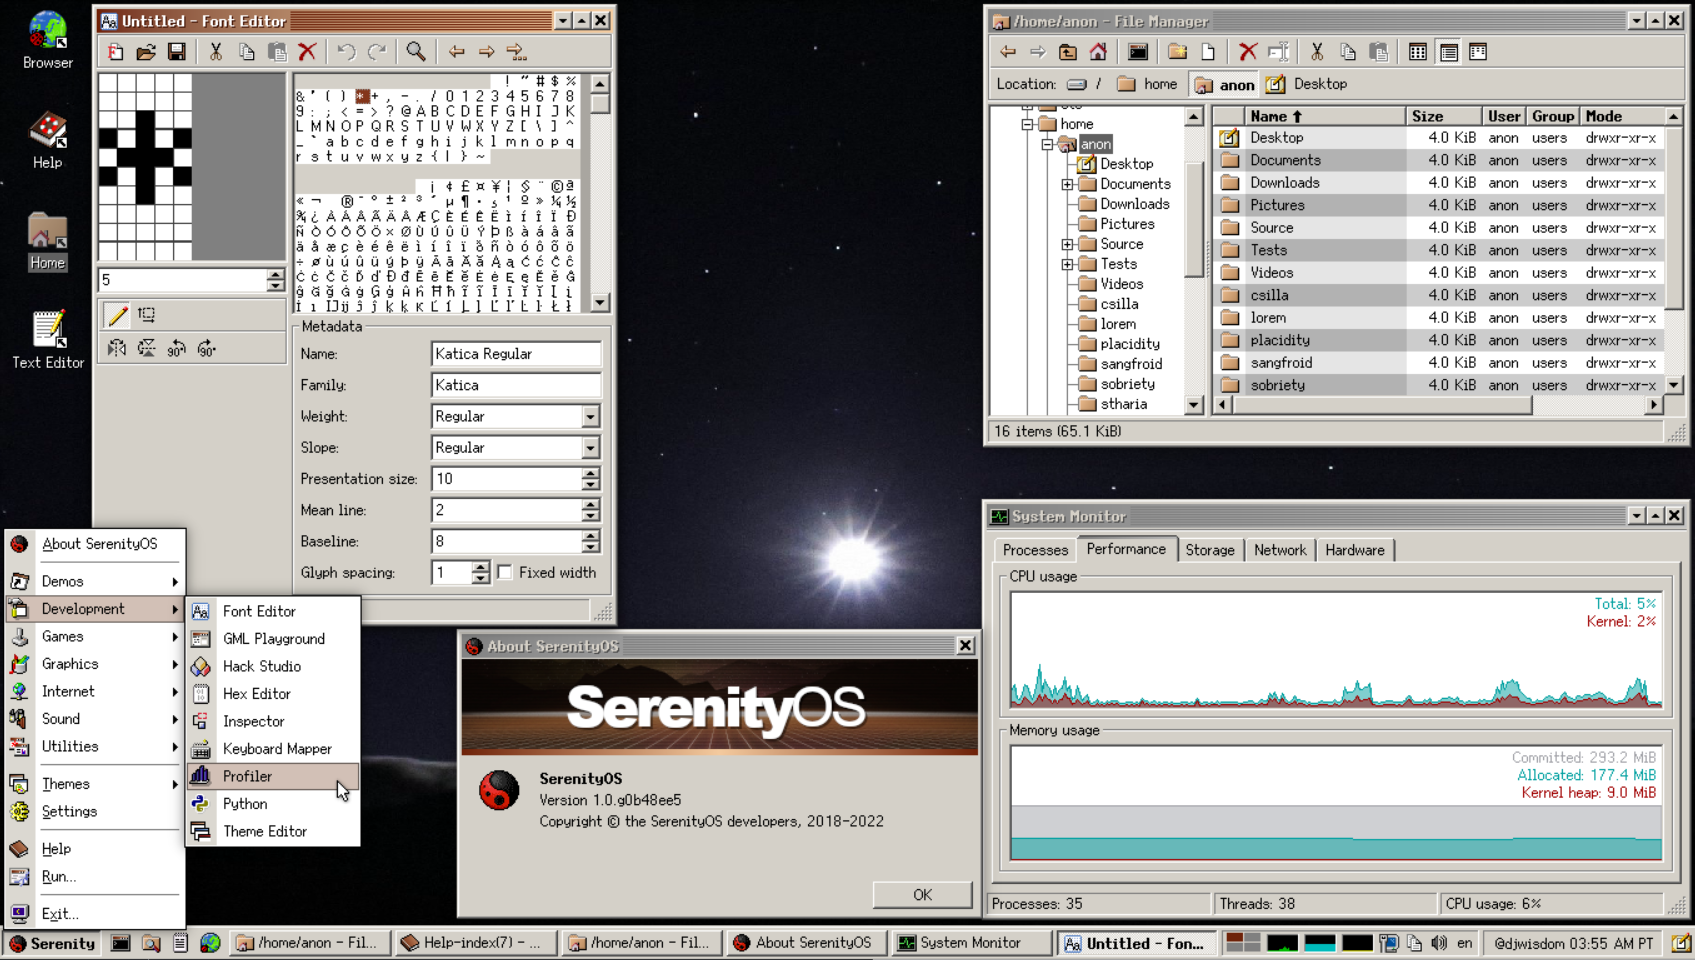 Browser
Help
Home
Text Editor
Untitled - Font Editor
! " # $ %
& ' ( ) * + , - . / 0 1 2 3 4 5 6 7 8
9 : ; < = > ? @ A B C D E F G H I J K
L M N O P Q R S T U V W X Y Z [ \ ] ^
_ ` a b c d e f g h i j k l m n o p q
r s t u v w x y z { | } ~
5
Metadata
Name: Katica Regular
Family: Katica
Weight: Regular
Slope: Regular
Presentation size: 10
Mean line: 2
Baseline: 8
Glyph spacing: 1 Fixed width
/home/anon - File Manager
Location: / home anon Desktop
home
anon
Desktop
Documents
Downloads
Pictures
Source
Tests
Videos
csilla
lorem
placidity
sangfroid
sobriety
stharia
Name Size User Group Mode
Desktop 4.0 KiB anon users drwxr-xr-x
Documents 4.0 KiB anon users drwxr-xr-x
Downloads 4.0 KiB anon users drwxr-xr-x
Pictures 4.0 KiB anon users drwxr-xr-x
Source 4.0 KiB anon users drwxr-xr-x
Tests 4.0 KiB anon users drwxr-xr-x
Videos 4.0 KiB anon users drwxr-xr-x
csilla 4.0 KiB anon users drwxr-xr-x
lorem 4.0 KiB anon users drwxr-xr-x
placidity 4.0 KiB anon users drwxr-xr-x
sangfroid 4.0 KiB anon users drwxr-xr-x
sobriety 4.0 KiB anon users drwxr-xr-x
16 items (65.1 KiB)
System Monitor
Processes Performance Storage Network Hardware
CPU usage
Total: 5%
Kernel: 2%
Memory usage
Committed: 293.2 MiB
Allocated: 177.4 MiB
Kernel heap: 9.0 MiB
Processes: 35 Threads: 38 CPU usage: 6%
About SerenityOS
SerenityOS
SerenityOS
Version 1.0.g0b48ee5
Copyright © the SerenityOS developers, 2018-2022
OK
About SerenityOS
Demos
Development
Games
Graphics
Internet
Sound
Utilities
Themes
Settings
Help
Run...
Exit...
Font Editor
GML Playground
Hack Studio
Hex Editor
Inspector
Keyboard Mapper
Profiler
Python
Theme Editor
Serenity /home/anon - Fil... Help-index(7) - ... /home/anon - Fil... About SerenityOS System Monitor Untitled - Fon... en @djwisdom 03:55 AM PT